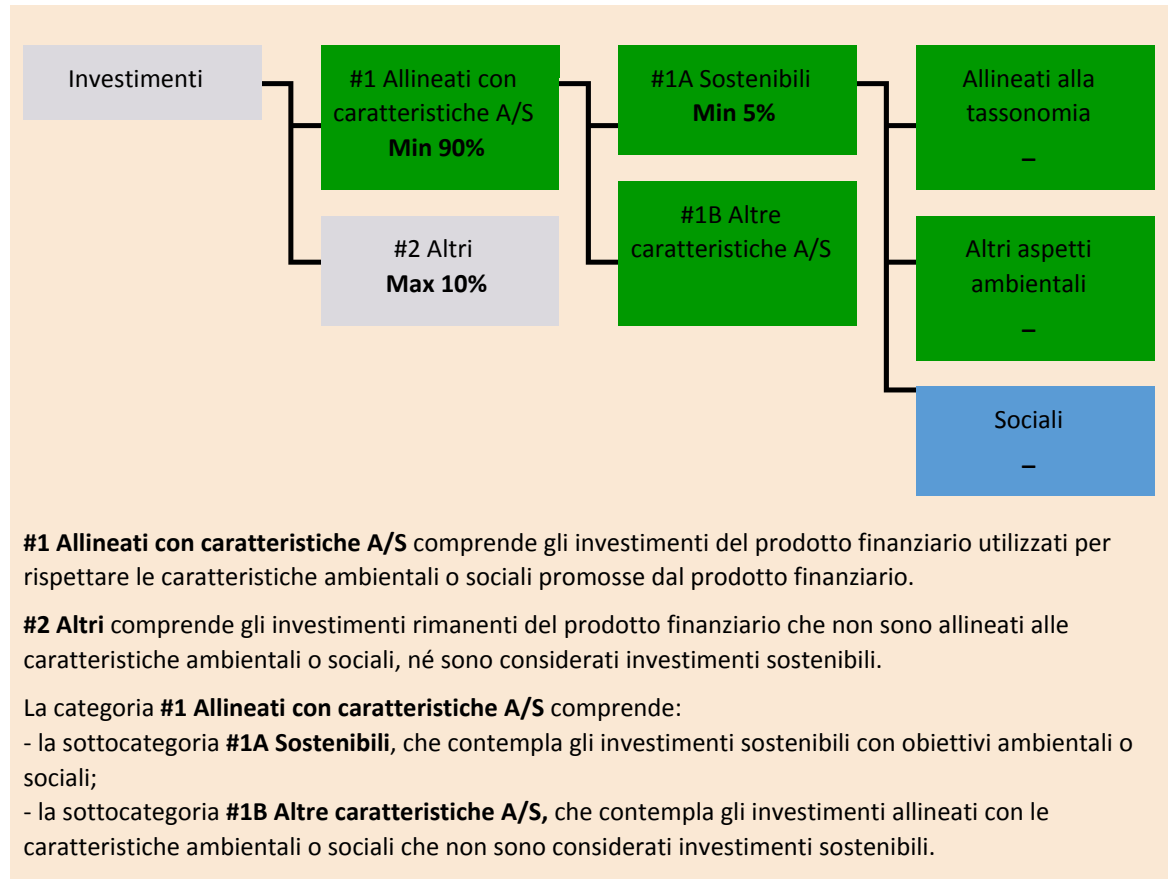 Investimenti
#1 Allineati con
caratteristiche A/S
Min 90%
#2 Altri
Max 10%
#1A Sostenibili
Min 5%
#1B Altre
caratteristiche A/S
Allineati alla
tassonomia
–
Altri aspetti
ambientali
–
Sociali
–
#1 Allineati con caratteristiche A/S comprende gli investimenti del prodotto finanziario utilizzati per
rispettare le caratteristiche ambientali o sociali promosse dal prodotto finanziario.
#2 Altri comprende gli investimenti rimanenti del prodotto finanziario che non sono allineati alle
caratteristiche ambientali o sociali, né sono considerati investimenti sostenibili.
La categoria #1 Allineati con caratteristiche A/S comprende:
- la sottocategoria #1A Sostenibili, che contempla gli investimenti sostenibili con obiettivi ambientali o
sociali;
- la sottocategoria #1B Altre caratteristiche A/S, che contempla gli investimenti allineati con le
caratteristiche ambientali o sociali che non sono considerati investimenti sostenibili.